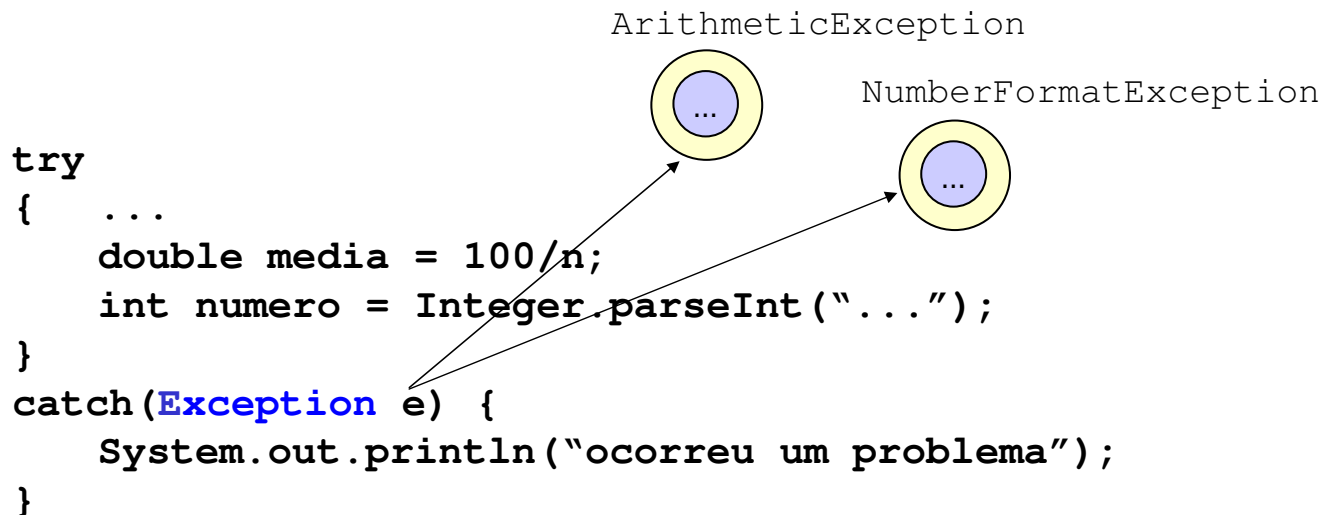 ArithmeticException
...
NumberFormatException
...
try
{ ...
double media = 100/n;
int numero = Integer.parseInt(“...”);
}
catch(Exception e) {
System.out.println(“ocorreu um problema”);
}